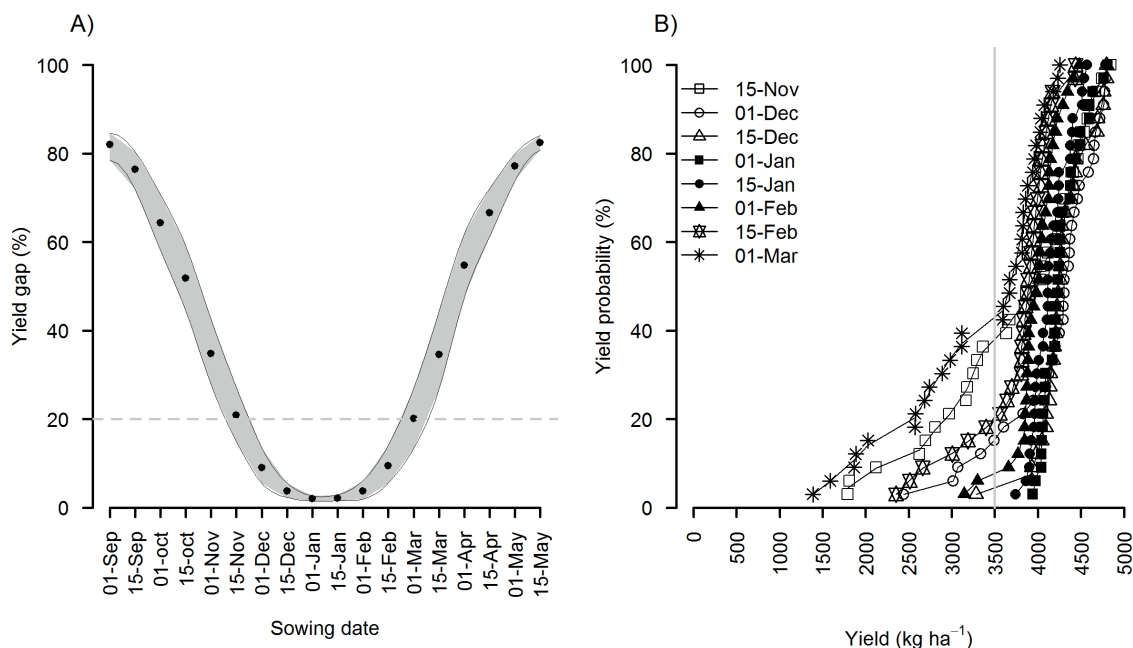 A)
Yield gap (%)
100
80
60
40
20
0
01-Sep
15-Sep
01-oct
15-oct
01-Nov
15-Nov
01-Dec
15-Dec
01-Jan
15-Jan
01-Feb
15-Feb
01-Mar
15-Mar
01-Apr
15-Apr
01-May
15-May
Sowing date
B)
Yield probability (%)
100
80
60
40
20
0
15-Nov
01-Dec
15-Dec
01-Jan
15-Jan
01-Feb
15-Feb
01-Mar
0
500
1000
1500
2000
2500
3000
3500
4000
4500
5000
Yield (kg ha⁻¹)